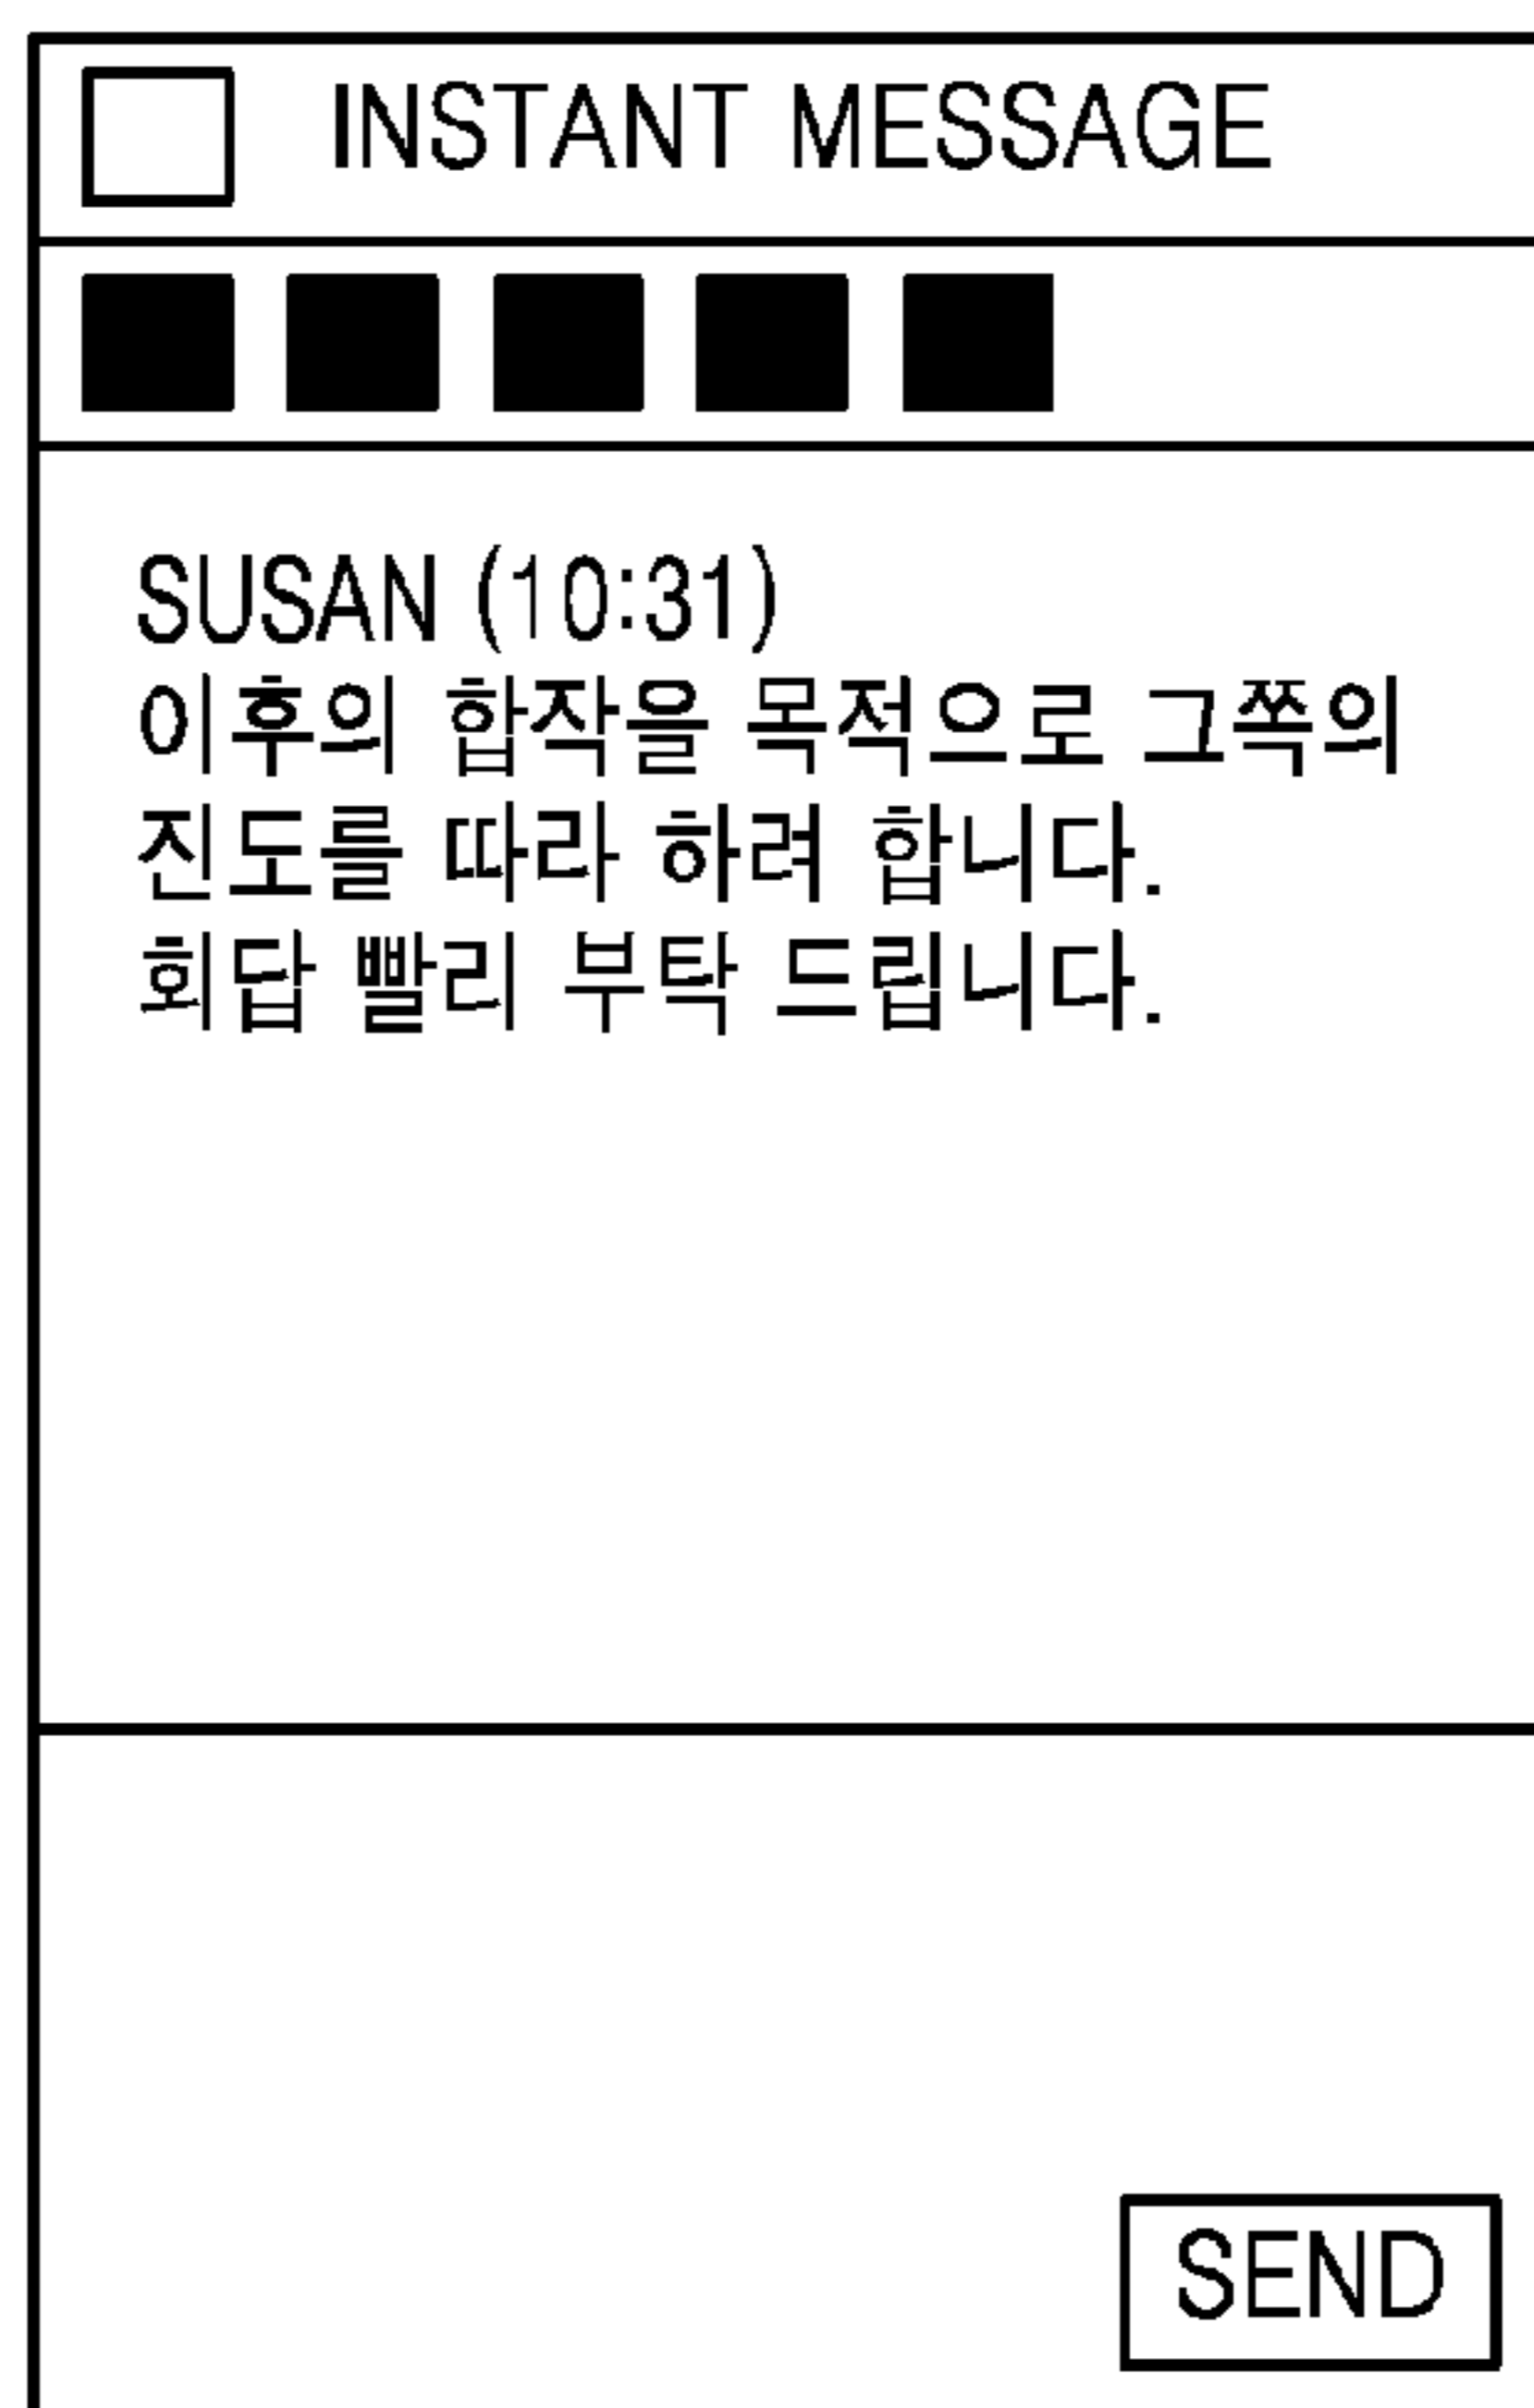 INSTANT MESSAGE
SUSAN (10:31)
이후의 합작을 목적으로 그쪽의
진도를 따라 하려 합니다.
회답 빨리 부탁 드립니다.
SEND